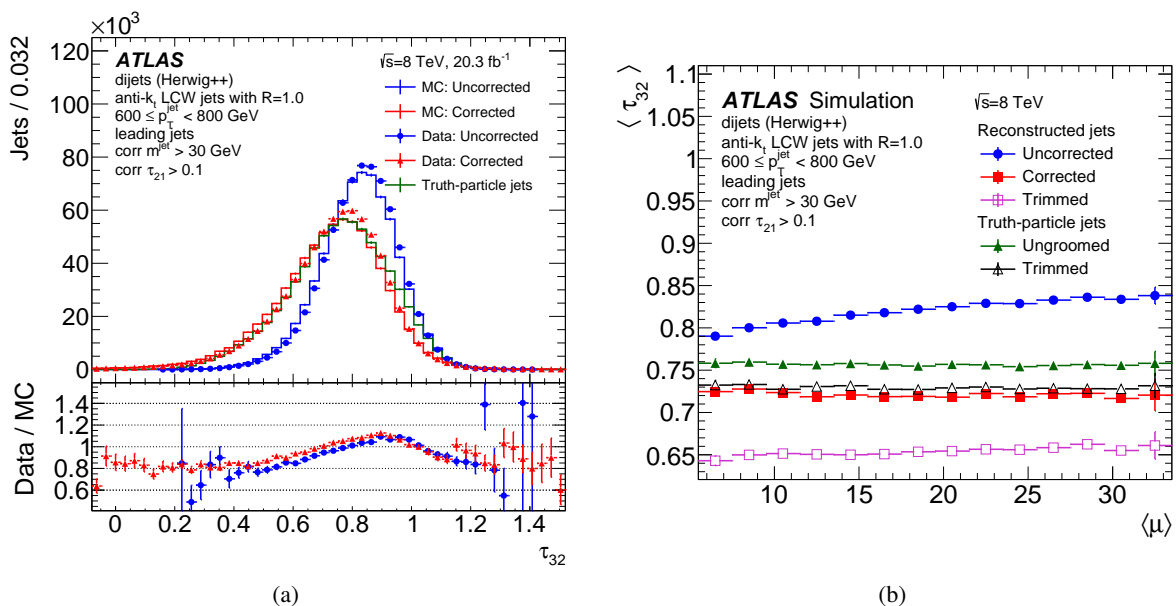 ×10³
Jets / 0.032
120
100
80
60
40
20
0
ATLAS
dijets (Herwig++)
anti-kₜ LCW jets with R=1.0
600 ≤ p_T^jet < 800 GeV
leading jets
corr m^jet > 30 GeV
corr τ₂₁ > 0.1
√s=8 TeV, 20.3 fb⁻¹
MC: Uncorrected
MC: Corrected
Data: Uncorrected
Data: Corrected
Truth-particle jets
Data / MC
1.4
1.2
1
0.8
0.6
0 0.2 0.4 0.6 0.8 1 1.2 1.4
τ₃₂
(a)
⟨ τ₃₂ ⟩
1.1
1.05
1
0.95
0.9
0.85
0.8
0.75
0.7
0.65
ATLAS Simulation
dijets (Herwig++)
anti-kₜ LCW jets with R=1.0
600 ≤ p_T^jet < 800 GeV
leading jets
corr m^jet > 30 GeV
corr τ₂₁ > 0.1
√s=8 TeV
Reconstructed jets
Uncorrected
Corrected
Trimmed
Truth-particle jets
Ungroomed
Trimmed
10 15 20 25 30
⟨μ⟩
(b)